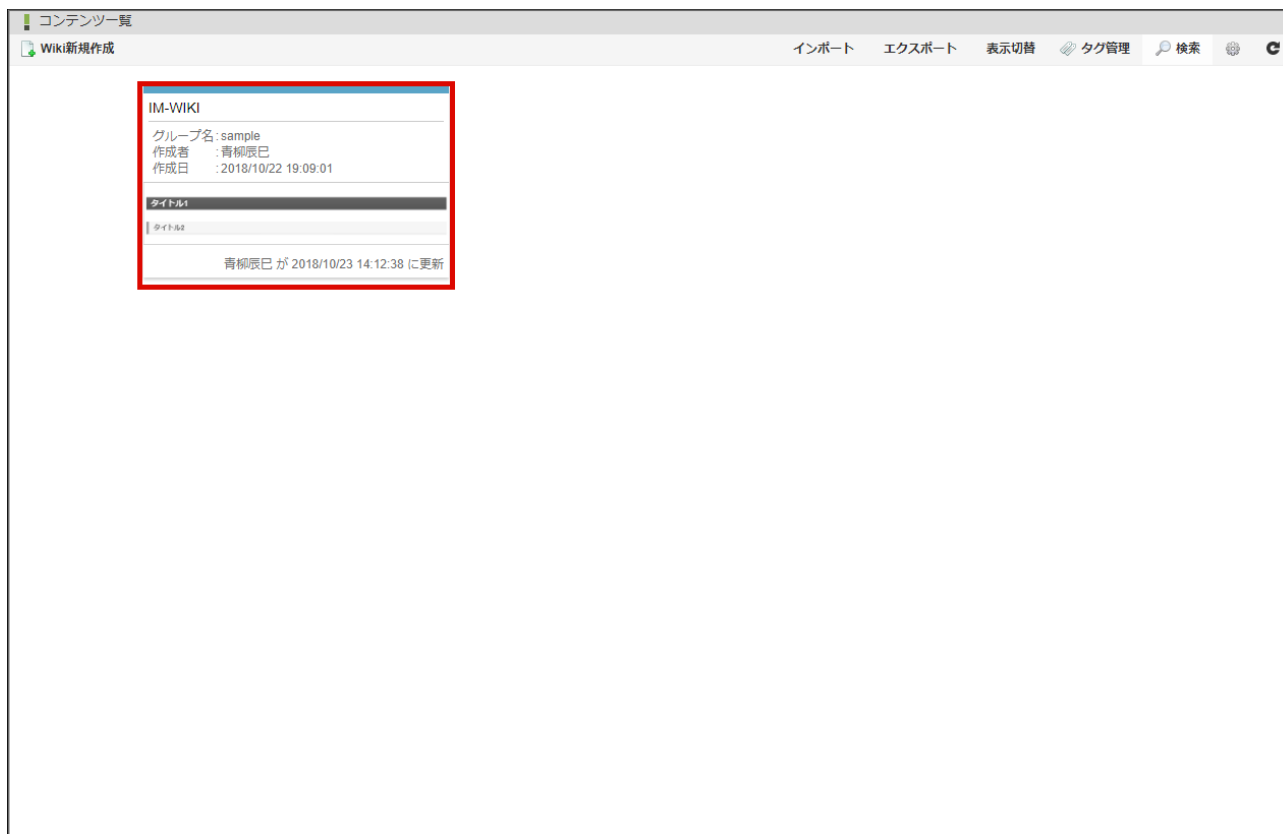 コンテンツ一覧
Wiki新規作成 インポート エクスポート 表示切替 タグ管理 検索
IM-WIKI
グループ名 : sample
作成者 : 青柳辰巳
作成日 : 2018/10/22 19:09:01
タイトル1
タイトル2
青柳辰巳 が 2018/10/23 14:12:38 に更新